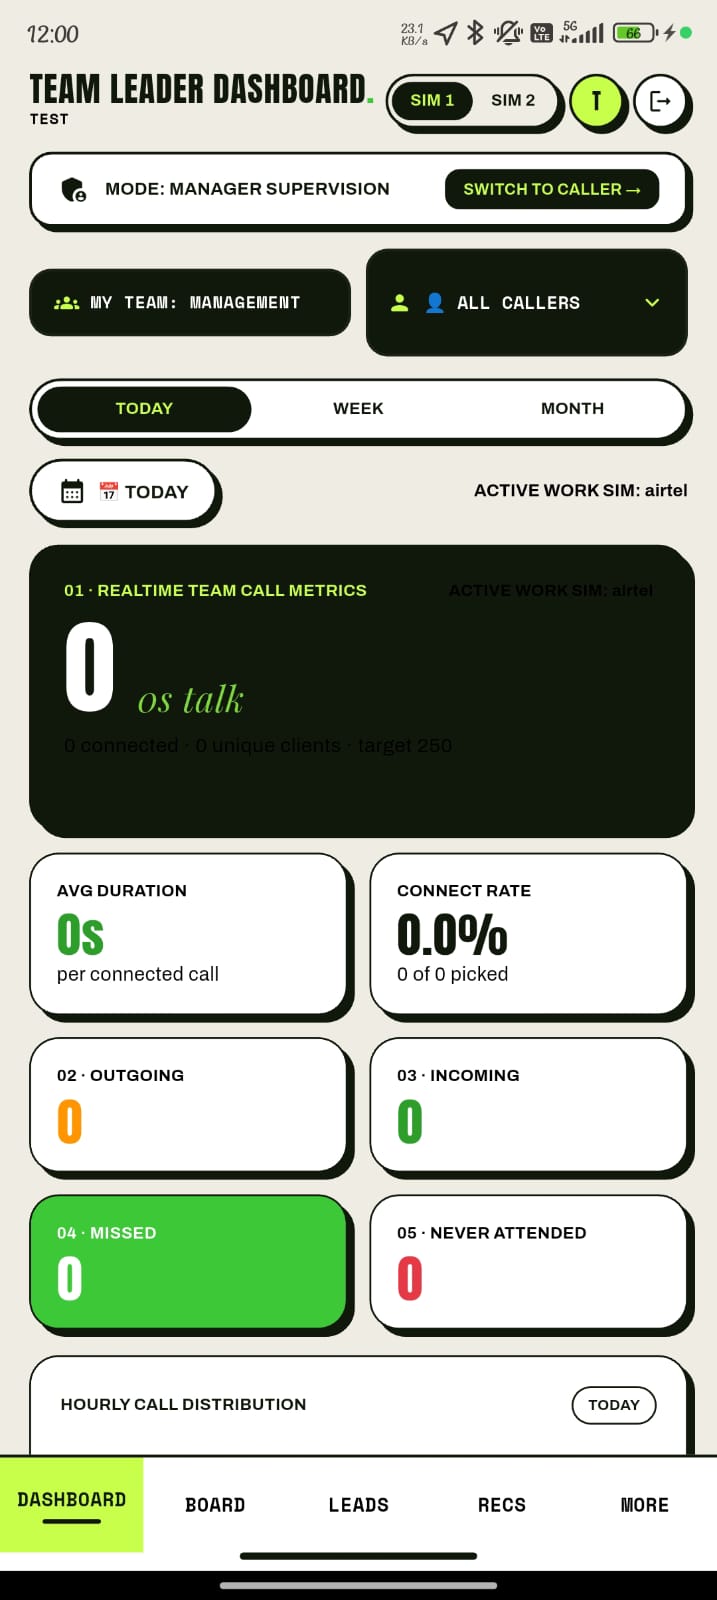 12:00
23.1 KB/s
Vo LTE
5G
66
TEAM LEADER DASHBOARD.
TEST
SIM 1
SIM 2
T
MODE: MANAGER SUPERVISION
SWITCH TO CALLER →
MY TEAM: MANAGEMENT
ALL CALLERS
TODAY
WEEK
MONTH
TODAY
ACTIVE WORK SIM: airtel
01 · REALTIME TEAM CALL METRICS
ACTIVE WORK SIM: airtel
0 0s talk
0 connected · 0 unique clients · target 250
AVG DURATION
0s
per connected call
CONNECT RATE
0.0%
0 of 0 picked
02 · OUTGOING
0
03 · INCOMING
0
04 · MISSED
0
05 · NEVER ATTENDED
0
HOURLY CALL DISTRIBUTION
TODAY
DASHBOARD
BOARD
LEADS
RECS
MORE